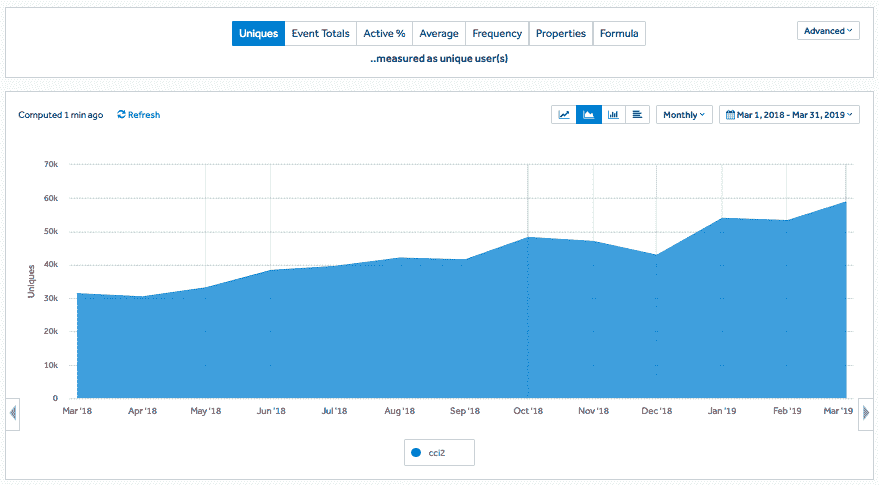 Uniques Event Totals Active % Average Frequency Properties Formula Advanced
..measured as unique user(s)
Computed 1 min ago Refresh Monthly Mar 1, 2018 - Mar 31, 2019
70k
60k
50k
40k
30k
20k
10k
0
Uniques
Mar '18 Apr '18 May '18 Jun '18 Jul '18 Aug '18 Sep '18 Oct '18 Nov '18 Dec '18 Jan '19 Feb '19 Mar '19
cci2